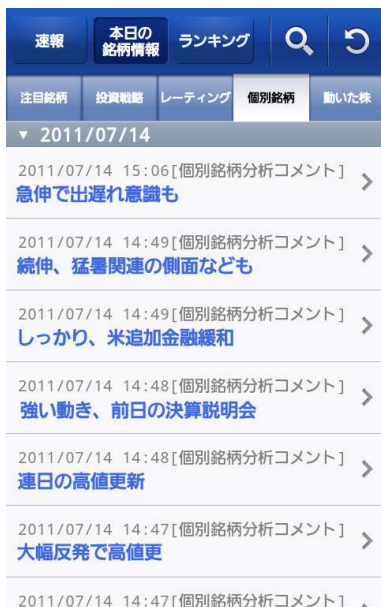 速報
本日の
銘柄情報
ランキング
注目銘柄
投資戦略
レーティング
個別銘柄
動いた株
▼ 2011/07/14
2011/07/14 15:06[個別銘柄分析コメント]
急伸で出遅れ意識も
2011/07/14 14:49[個別銘柄分析コメント]
続伸、猛暑関連の側面なども
2011/07/14 14:49[個別銘柄分析コメント]
しっかり、米追加金融緩和
2011/07/14 14:48[個別銘柄分析コメント]
強い動き、前日の決算説明会
2011/07/14 14:48[個別銘柄分析コメント]
連日の高値更新
2011/07/14 14:47[個別銘柄分析コメント]
大幅反発で高値更
2011/07/14 14:47[個別銘柄分析コメント]